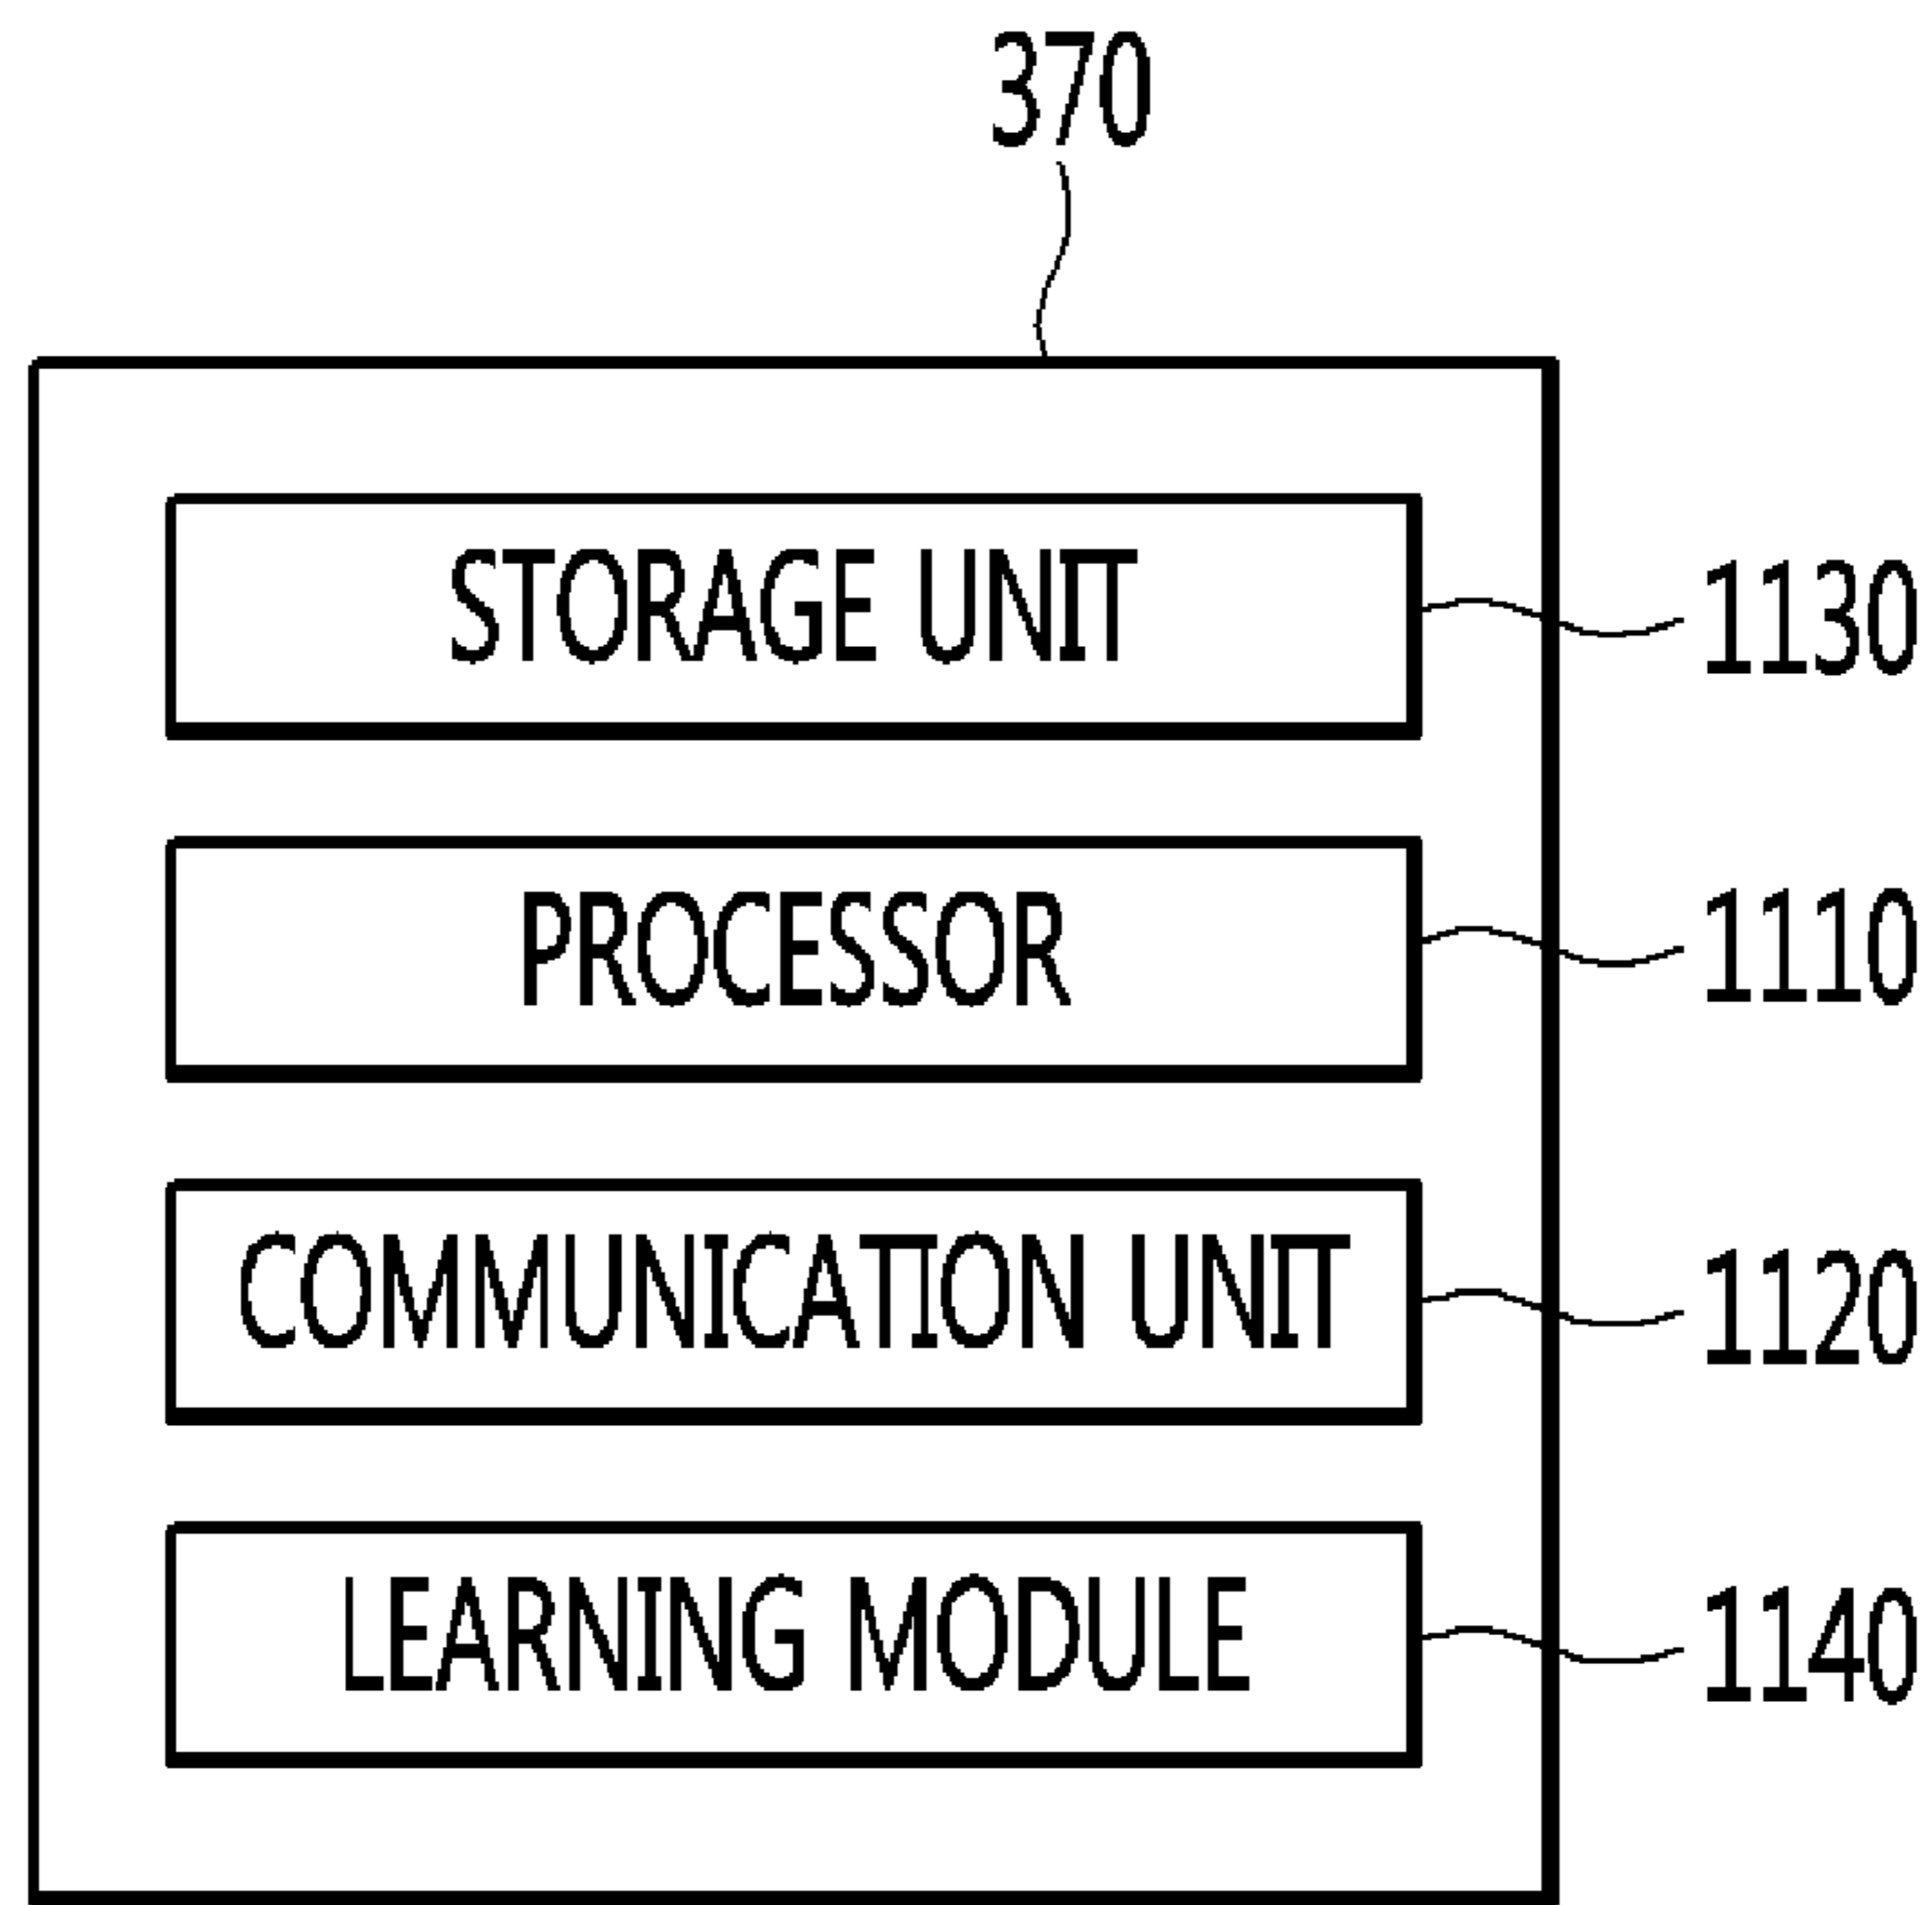 370
STORAGE UNIT
1130
PROCESSOR
1110
COMMUNICATION UNIT
1120
LEARNING MODULE
1140